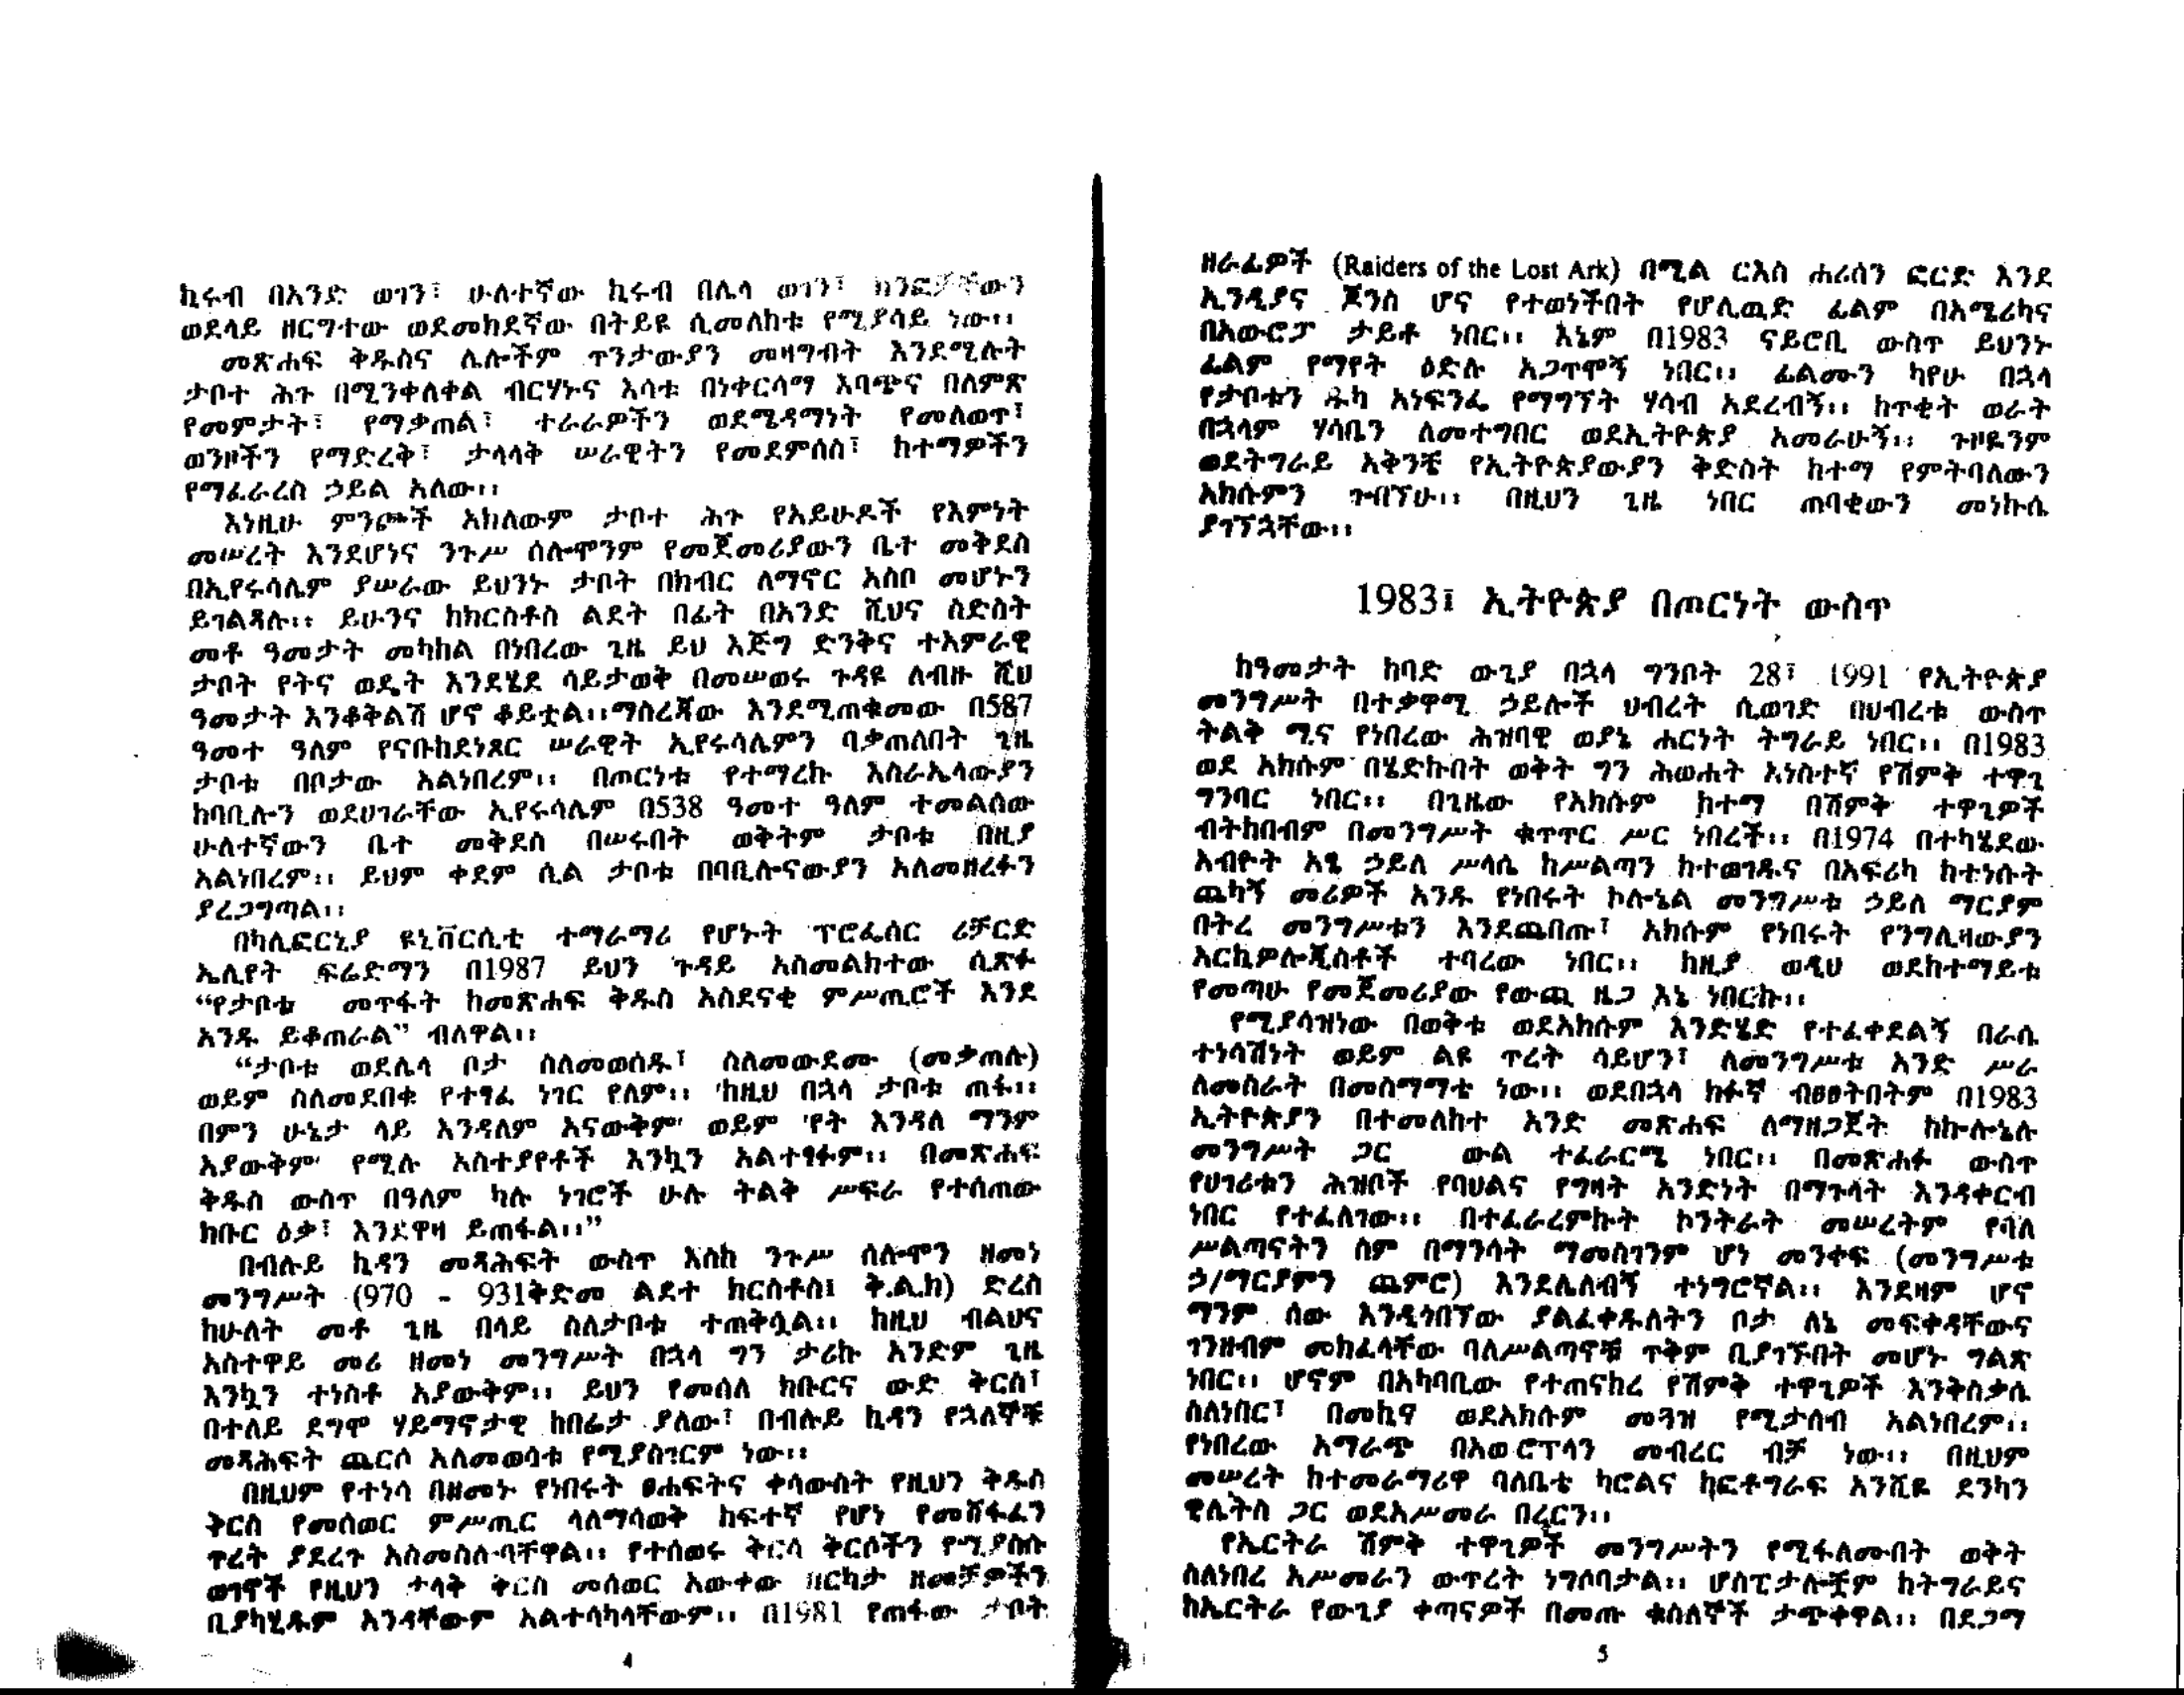 ኪሩብ በአንድ ወገን፣ ሁለተኛው ኪሩብ በሌላ ወገን፣ ክንፎቻቸውን
ወደላይ ዘርግተው ወደመክደኛው በትይዩ ሲመለከቱ የሚያሳይ ነው።
መጽሐፍ ቅዱስና ሌሎችም ጥንታውያን መዛግብት እንደሚሉት
ታቦተ ሕጉ በሚንቀለቀል ብርሃኑና እሳቱ በነቀርሳማ እባጭና በለምጽ
የመምታት፣ የማቃጠል፣ ተራራዎችን ወደሜዳማነት የመለወጥ፣
ወንዞችን የማድረቅ፣ ታላላቅ ሠራዊትን የመደምሰስ፣ ከተማዎችን
የማፈራረስ ኃይል አለው።
እነዚሁ ምንጮች አክለውም ታቦተ ሕጉ የአይሁዶች የእምነት
መሠረት እንደሆነና ንጉሥ ሰሎሞንም የመጀመሪያውን ቤተ መቅደስ
በኢየሩሳሌም ያሠራው ይህንኑ ታቦት በክብር ለማኖር አስቦ መሆኑን
ይገልጻሉ። ይሁንና ከክርስቶስ ልደት በፊት በአንድ ሺህና ስድስት
መቶ ዓመታት መካከል በነበረው ጊዜ ይህ እጅግ ድንቅና ተአምራዊ
ታቦት የትና ወዴት እንደሄደ ሳይታወቅ በመሠወሩ ጉዳዩ ለብዙ ሺህ
ዓመታት እንቆቅልሽ ሆኖ ቆይቷል።ማስረጃው እንደሚጠቁመው በ587
ዓመተ ዓለም የናቡከደነጾር ሠራዊት ኢየሩሳሌምን ባቃጠለበት ጊዜ
ታቦቱ በቦታው አልነበረም። በጦርነቱ የተማረኩ እስራኤላውያን
ከባቢሎን ወደሀገራቸው ኢየሩሳሌም በ538 ዓመተ ዓለም ተመልሰው
ሁለተኛውን ቤተ መቅደስ በሠሩበት ወቅትም ታቦቱ በዚያ
አልነበረም። ይህም ቀደም ሲል ታቦቱ በባቢሎናውያን አለመዘረፉን
ያረጋግጣል።
በካሊፎርኒያ ዩኒቨርሲቲ ተማራማሪ የሆኑት ፕሮፌሰር ሪቻርድ
ኤሊየት ፍሬድማን በ1987 ይህን ጉዳይ አስመልክተው ሲጽፉ
“የታቦቱ መጥፋት ከመጽሐፍ ቅዱስ አስደናቂ ምሥጢሮች እንደ
አንዱ ይቆጠራል” ብለዋል።
“ታቦቱ ወደሌላ ቦታ ስለመወሰዱ፣ ስለመውደሙ (መቃጠሉ)
ወይም ስለመደበቁ የተፃፈ ነገር የለም። 'ከዚህ በኋላ ታቦቱ ጠፋ።
በምን ሁኔታ ላይ እንዳለም አናውቅም' ወይም 'የት እንዳለ ማንም
አያውቅም' የሚሉ አስተያየቶች እንኳን አልተፃፉም። በመጽሐፍ
ቅዱስ ውስጥ በዓለም ካሉ ነገሮች ሁሉ ትልቅ ሥፍራ የተሰጠው
ክቡር ዕቃ፣ እንደዋዛ ይጠፋል።”
በብሉይ ኪዳን መጻሕፍት ውስጥ እስከ ንጉሥ ሰሎሞን ዘመነ
መንግሥት (970 - 931ቅድመ ልደተ ክርስቶስ፤ ቅ.ል.ክ) ድረስ
ከሁለት መቶ ጊዜ በላይ ስለታቦቱ ተጠቅሷል። ከዚህ ብልህና
አስተዋይ መሪ ዘመነ መንግሥት በኋላ ግን ታሪኩ አንድም ጊዜ
እንኳን ተነስቶ አያውቅም። ይህን የመሰለ ክቡርና ውድ ቅርስ፣
በተለይ ደግሞ ሃይማኖታዊ ከበሬታ ያለው፣ በብሉይ ኪዳን የኋለኞቹ
መጻሕፍት ጨርሶ አለመወሳቱ የሚያስገርም ነው።
በዚህም የተነሳ በዘመኑ የነበሩት ፀሐፍትና ቀሳውስት የዚህን ቅዱስ
ቅርስ የመሰወር ምሥጢር ላለማሳወቅ ከፍተኛ የሆነ የመሸፋፈን
ጥረት ያደረጉ አስመስሎባቸዋል። የተሰወሩ ቅርሳ ቅርሶችን የሚያስሱ
ወገኖች የዚህን ታላቅ ቅርስ መሰወር አውቀው በርካታ ዘመቻዎችን
ቢያካሂዱም አንዳቸውም አልተሳካላቸውም። በ1981 የጠፋው ታቦት
4
ዘራፊዎች (Raiders of the Lost Ark) በሚል ርእስ ሐሪሰን ፎርድ እንደ
ኢንዲያና ጆንስ ሆና የተወነችበት የሆሊዉድ ፊልም በአሜሪካና
በአውሮፓ ታይቶ ነበር። እኔም በ1983 ናይሮቢ ውስጥ ይህንኑ
ፊልም የማየት ዕድሉ አጋጥሞኝ ነበር። ፊልሙን ካየሁ በኋላ
የታቦቱን ዱካ አነፍንፌ የማግኘት ሃሳብ አደረብኝ። ከጥቂት ወራት
በኋላም ሃሳቤን ለመተግበር ወደኢትዮጵያ አመራሁኝ። ጉዞዬንም
ወደትግራይ አቅንቼ የኢትዮጵያውያን ቅድስት ከተማ የምትባለውን
አክሱምን ጐብኘሁ። በዚህን ጊዜ ነበር ጠባቂውን መነኩሴ
ያገኘኋቸው።
1983፤ ኢትዮጵያ በጦርነት ውስጥ
ከዓመታት ከባድ ውጊያ በኋላ ግንቦት 28፣ 1991 የኢትዮጵያ
መንግሥት በተቃዋሚ ኃይሎች ህብረት ሲወገድ በህብረቱ ውስጥ
ትልቅ ሚና የነበረው ሕዝባዊ ወያኔ ሐርነት ትግራይ ነበር። በ1983
ወደ አክሱም በሄድኩበት ወቅት ግን ሕወሐት አነስተኛ የሽምቅ ተዋጊ
ግንባር ነበር። በጊዜው የአክሱም ከተማ በሽምቅ ተዋጊዎች
ብትከበብም በመንግሥት ቁጥጥር ሥር ነበረች። በ1974 በተካሄደው
አብዮት አፄ ኃይለ ሥላሴ ከሥልጣን ከተወገዱና በአፍሪካ ከተነሱት
ጨካኝ መሪዎች አንዱ የነበሩት ኮሎኔል መንግሥቱ ኃይለ ማርያም
በትረ መንግሥቱን እንደጨበጡ፣ አክሱም የነበሩት የንግሊዛውያን
አርኪዎሎጂስቶች ተባረው ነበር። ከዚያ ወዲህ ወደከተማይቱ
የመጣሁ የመጀመሪያው የውጪ ዜጋ እኔ ነበርኩ።
የሚያሳዝነው በወቅቱ ወደአክሱም እንድሄድ የተፈቀደልኝ በራሴ
ተነሳሽነት ወይም ልዩ ጥረት ሳይሆን፣ ለመንግሥቱ አንድ ሥራ
ለመስራት በመስማማቴ ነው። ወደበኋላ ክፉኛ ብፀፀትበትም በ1983
ኢትዮጵያን በተመለከተ አንድ መጽሐፍ ለማዘጋጀት ከኮሎኔሉ
መንግሥት ጋር ውል ተፈራርሜ ነበር። በመጽሐፉ ውስጥ
የሀገሪቱን ሕዝቦች የባህልና የግዛት አንድነት በማጉላት እንዳቀርብ
ነበር የተፈለገው። በተፈራረምኩት ኮንትራት መሠረትም የባለ
ሥልጣናትን ስም በማንሳት ማመስገንም ሆነ መንቀፍ (መንግሥቱ
ኃ/ማርያምን ጨምሮ) እንደሌለብኝ ተነግሮኛል። እንደዛም ሆኖ
ማንም ሰው እንዲጎበኘው ያልፈቀዱለትን ቦታ ለኔ መፍቀዳቸውና
ገንዘብም መክፈላቸው ባለሥልጣኖቹ ጥቅም ቢያገኙበት መሆኑ ግልጽ
ነበር። ሆኖም በአካባቢው የተጠናከረ የሽምቅ ተዋጊዎች እንቅስቃሴ
ስለነበር፣ በመኪና ወደአክሱም መጓዝ የሚታሰብ አልነበረም።
የነበረው አማራጭ በአውሮፕላን መብረር ብቻ ነው። በዚህም
መሠረት ከተመራማሪዋ ባለቤቴ ካሮልና ከፎቶግራፍ አንሺዬ ደንካን
ዊሌትስ ጋር ወደአሥመራ በረርን።
የኤርትራ ሽምቅ ተዋጊዎች መንግሥትን የሚፋለሙበት ወቅት
ስለነበረ አሥመራን ውጥረት ነግሶባታል። ሆስፒታሎቿም ከትግራይና
ከኤርትራ የውጊያ ቀጣናዎች በመጡ ቁስለኞች ታጭቀዋል። በደጋማ
5